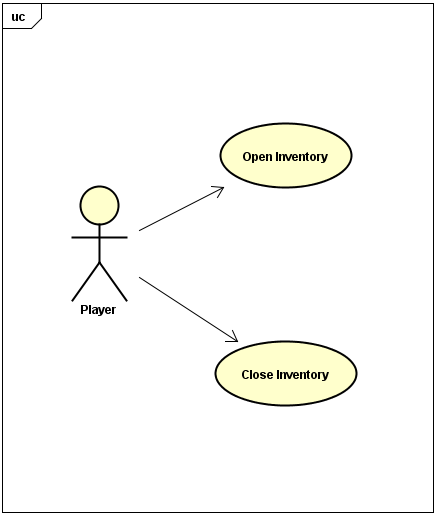 uc
Open Inventory
Player
Close Inventory